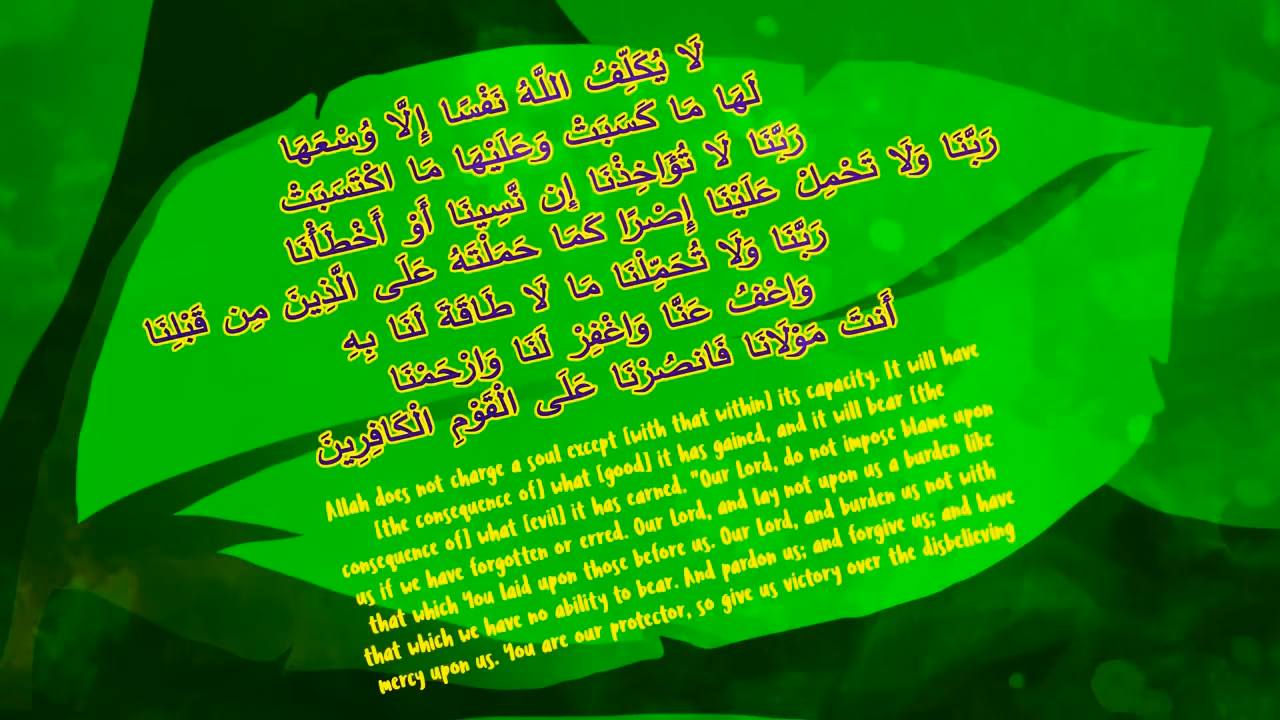 لَا يُكَلِّفُ اللَّهُ نَفْسًا إِلَّا وُسْعَهَا
لَهَا مَا كَسَبَتْ وَعَلَيْهَا مَا اكْتَسَبَتْ
رَبَّنَا لَا تُؤَاخِذْنَا إِن نَّسِينَا أَوْ أَخْطَأْنَا
رَبَّنَا وَلَا تَحْمِلْ عَلَيْنَا إِصْرًا كَمَا حَمَلْتَهُ عَلَى الَّذِينَ مِن قَبْلِنَا
رَبَّنَا وَلَا تُحَمِّلْنَا مَا لَا طَاقَةَ لَنَا بِهِ
وَاعْفُ عَنَّا وَاغْفِرْ لَنَا وَارْحَمْنَا
أَنتَ مَوْلَانَا فَانصُرْنَا عَلَى الْقَوْمِ الْكَافِرِينَ
Allah does not charge a soul except [with that within] its capacity. It will have
[the consequence of] what [good] it has gained, and it will bear [the
consequence of] what [evil] it has earned. "Our Lord, do not impose blame upon
us if we have forgotten or erred. Our Lord, and lay not upon us a burden like
that which You laid upon those before us. Our Lord, and burden us not with
that which we have no ability to bear. And pardon us; and forgive us; and have
mercy upon us. You are our protector, so give us victory over the disbelieving